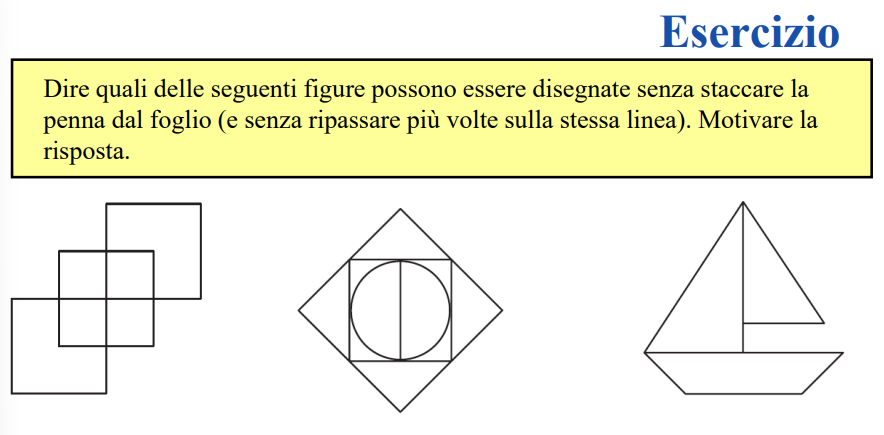 Esercizio
Dire quali delle seguenti figure possono essere disegnate senza staccare la
penna dal foglio (e senza ripassare più volte sulla stessa linea). Motivare la
risposta.